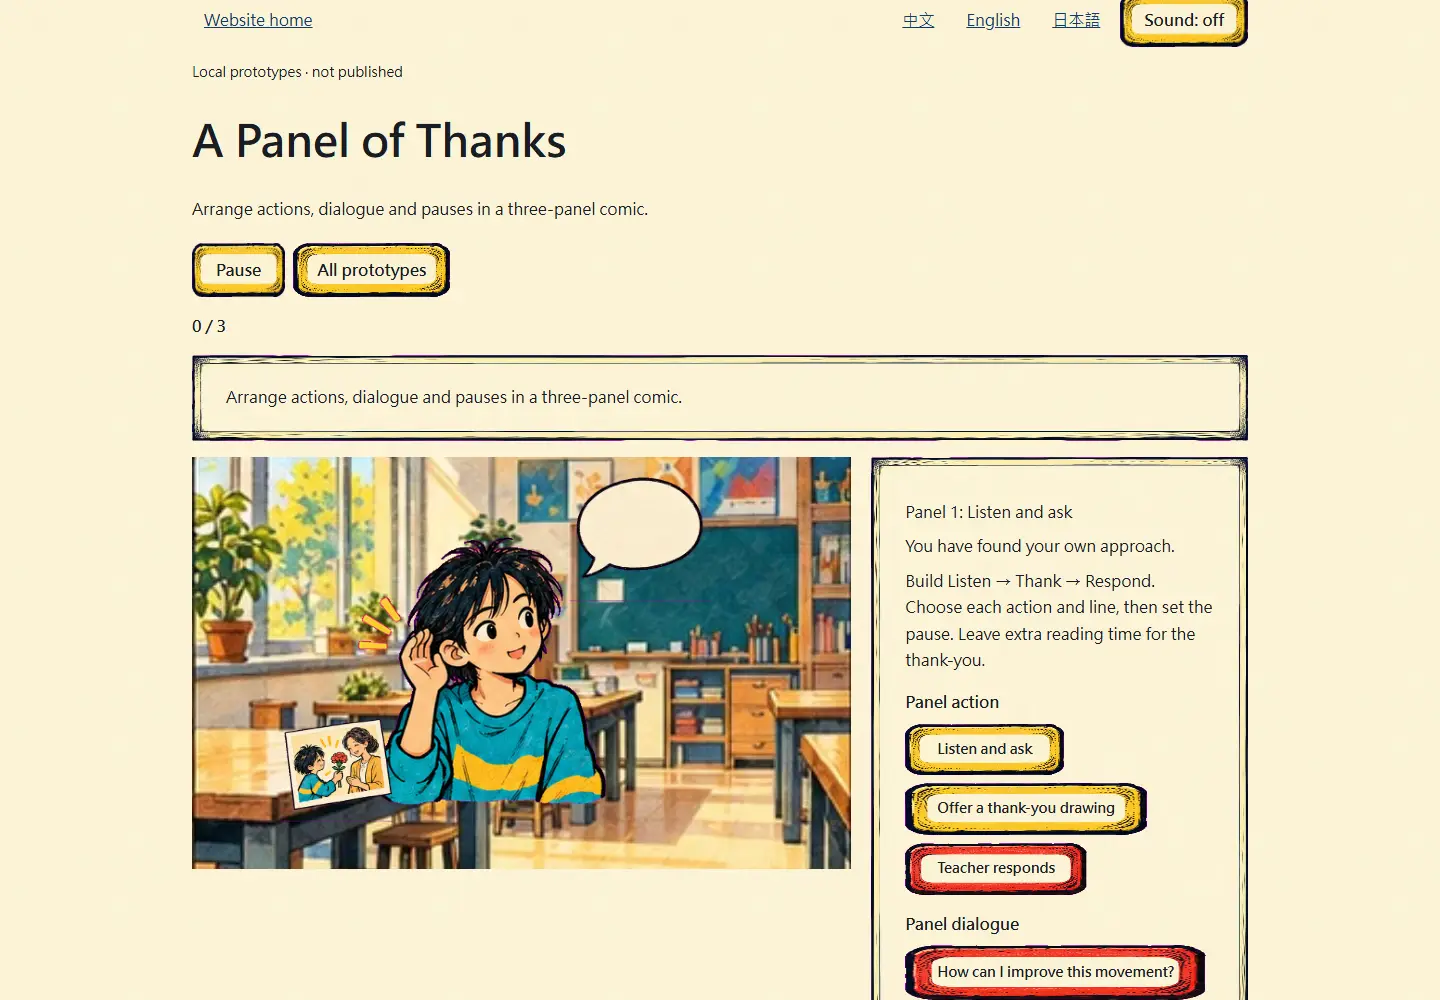 Website home
中文
English
日本語
Sound: off
Local prototypes · not published
A Panel of Thanks
Arrange actions, dialogue and pauses in a three-panel comic.
Pause
All prototypes
0 / 3
Arrange actions, dialogue and pauses in a three-panel comic.
Panel 1: Listen and ask
You have found your own approach.
Build Listen → Thank → Respond.
Choose each action and line, then set the
pause. Leave extra reading time for the
thank-you.
Panel action
Listen and ask
Offer a thank-you drawing
Teacher responds
Panel dialogue
How can I improve this movement?